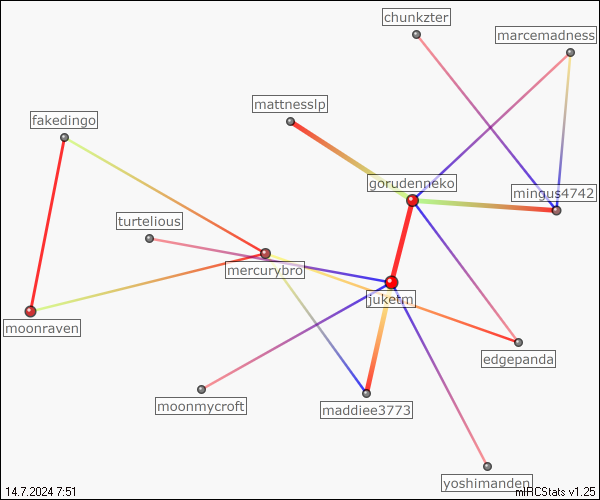 chunkzter
marcemadness
mattnesslp
fakedingo
gorudenneko
mingus4742
turtelious
mercurybro
juketm
moonraven
edgepanda
moonmycroft
maddiee3773
yoshimanden
14.7.2024 7:51
mIRCStats v1.25